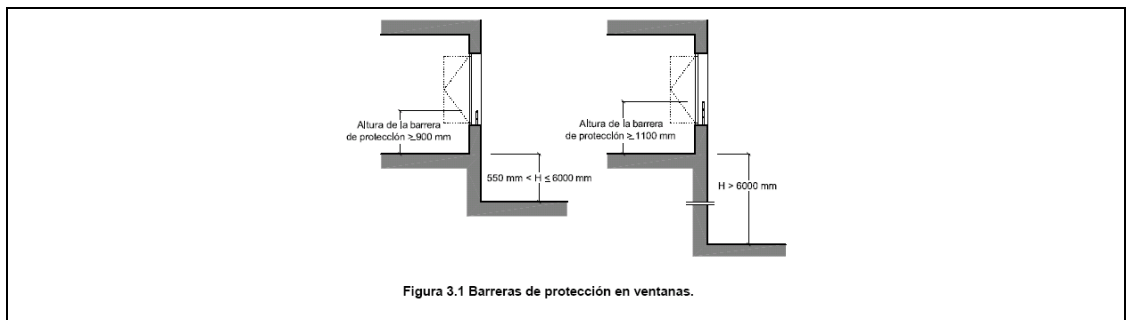 Altura de la barrera
de protección ≥900 mm
550 mm < H ≤ 6000 mm
Altura de la barrera
de protección ≥1100 mm
H > 6000 mm
Figura 3.1 Barreras de protección en ventanas.